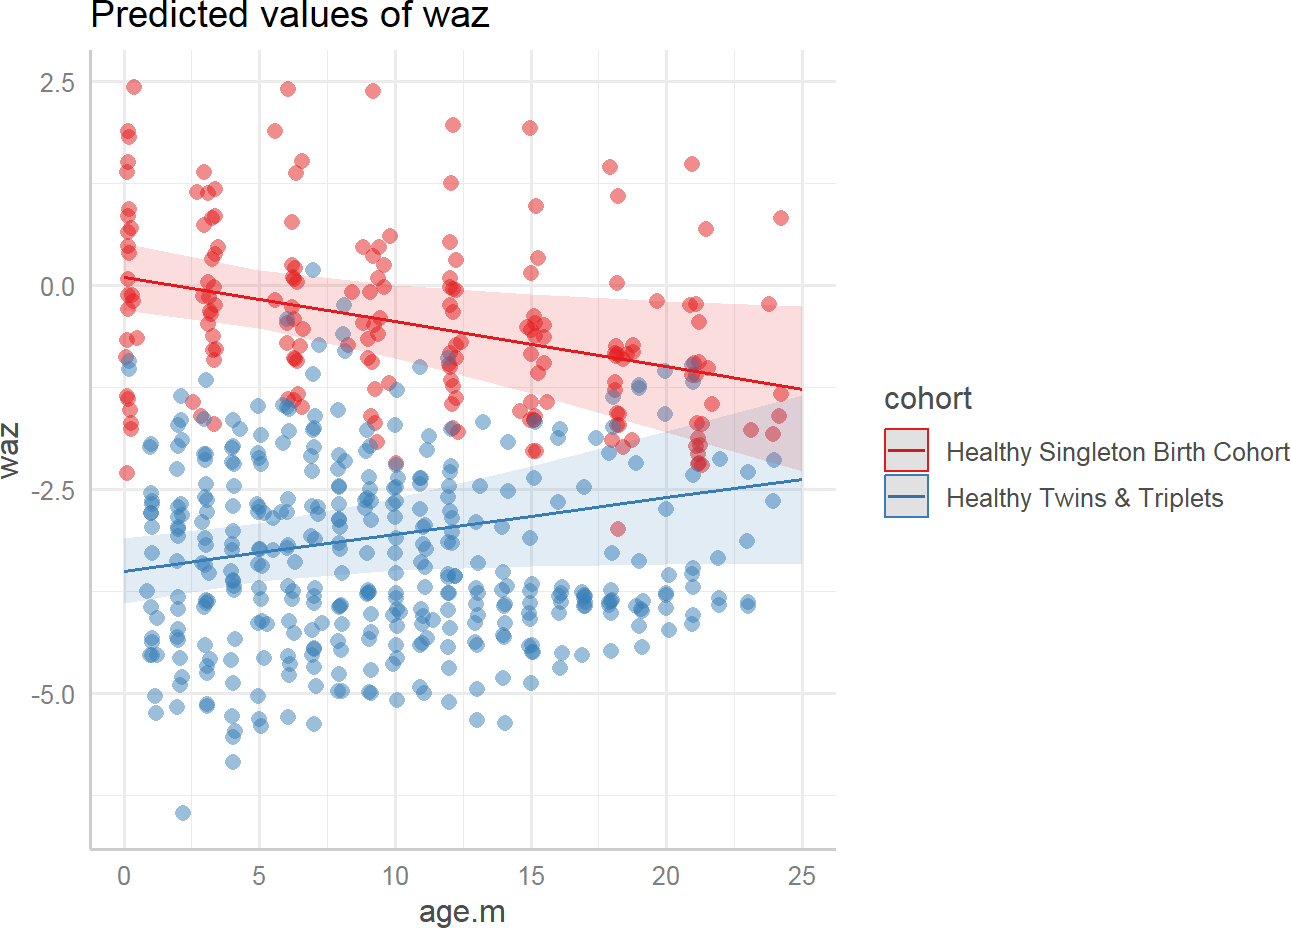 Predicted values of waz
2.5
0.0
-2.5
-5.0
waz
0 5 10 15 20 25
age.m
cohort
Healthy Singleton Birth Cohort
Healthy Twins & Triplets